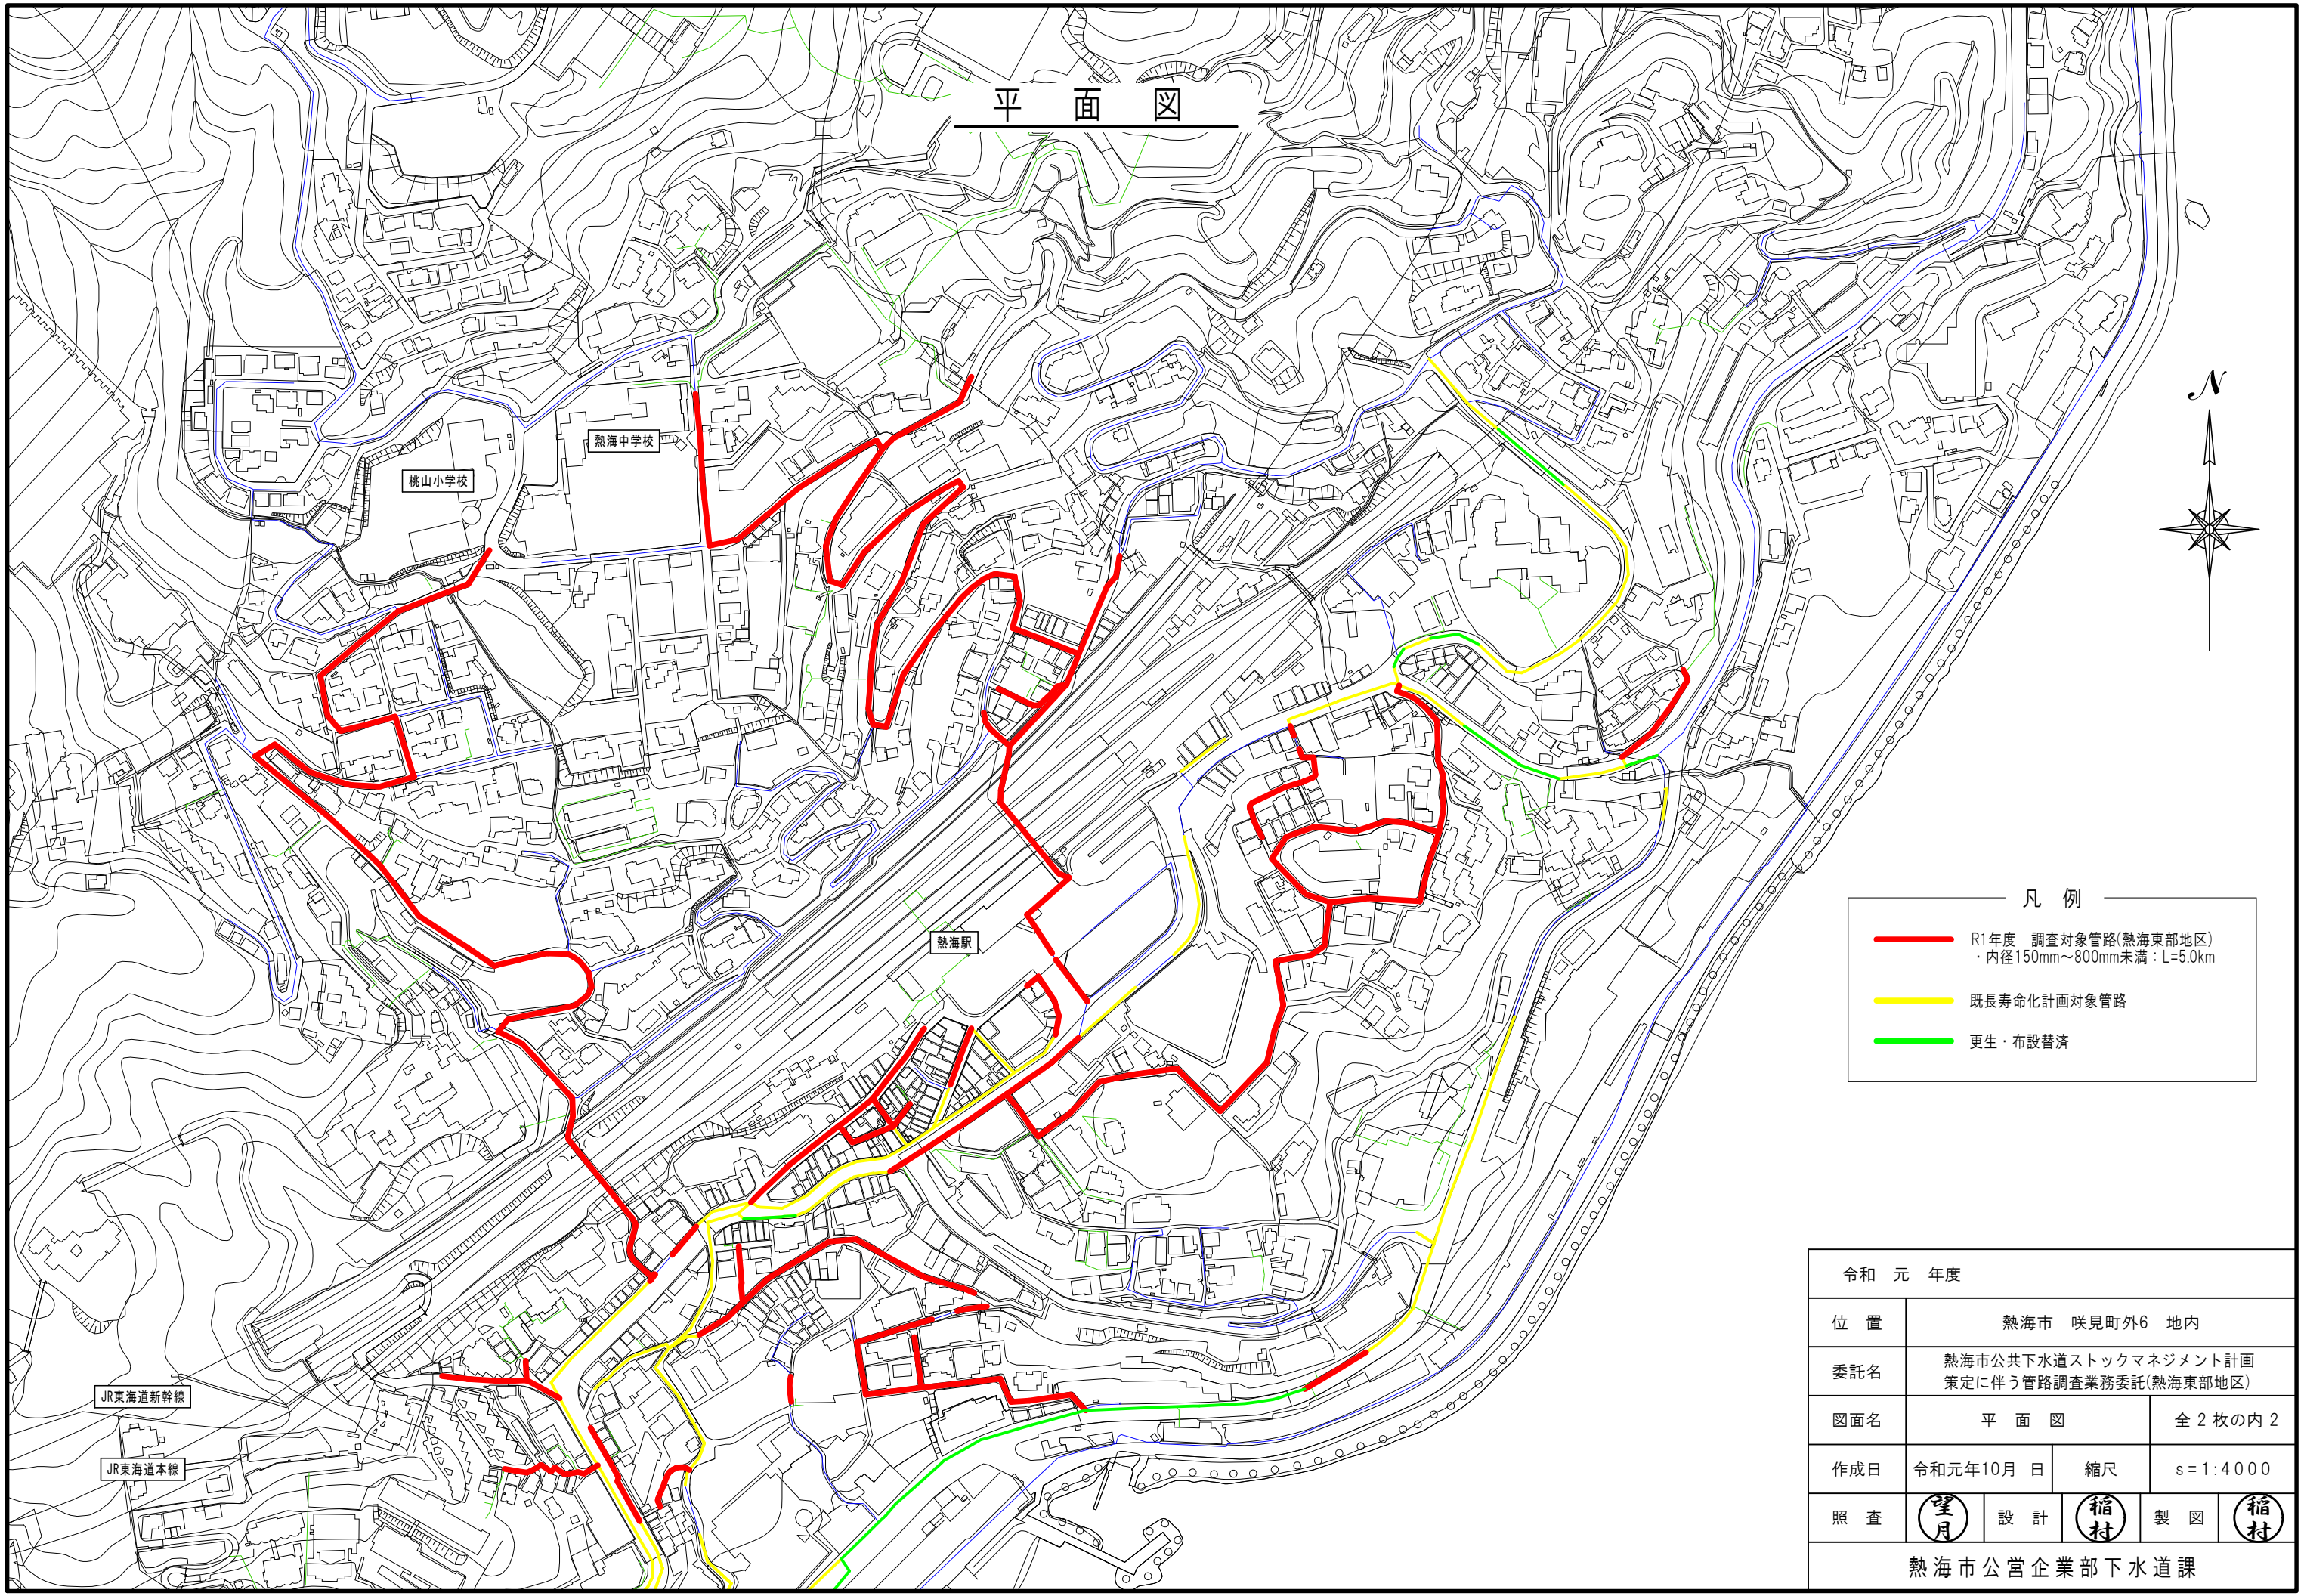 平 面 図
N
熱海中学校
桃山小学校
熱海駅
JR東海道新幹線
JR東海道本線
凡 例
R1年度 調査対象管路(熱海東部地区)
・内径150mm～800mm未満：L=5.0km
既長寿命化計画対象管路
更生・布設替済
令和 元 年度
位 置 熱海市 咲見町外6 地内
委託名 熱海市公共下水道ストックマネジメント計画
策定に伴う管路調査業務委託(熱海東部地区)
図面名 平 面 図 全 2 枚の内 2
作成日 令和元年10月 日 縮尺 s=1:4000
照 査 望月 設 計 稲村 製 図 稲村
熱海市公営企業部下水道課